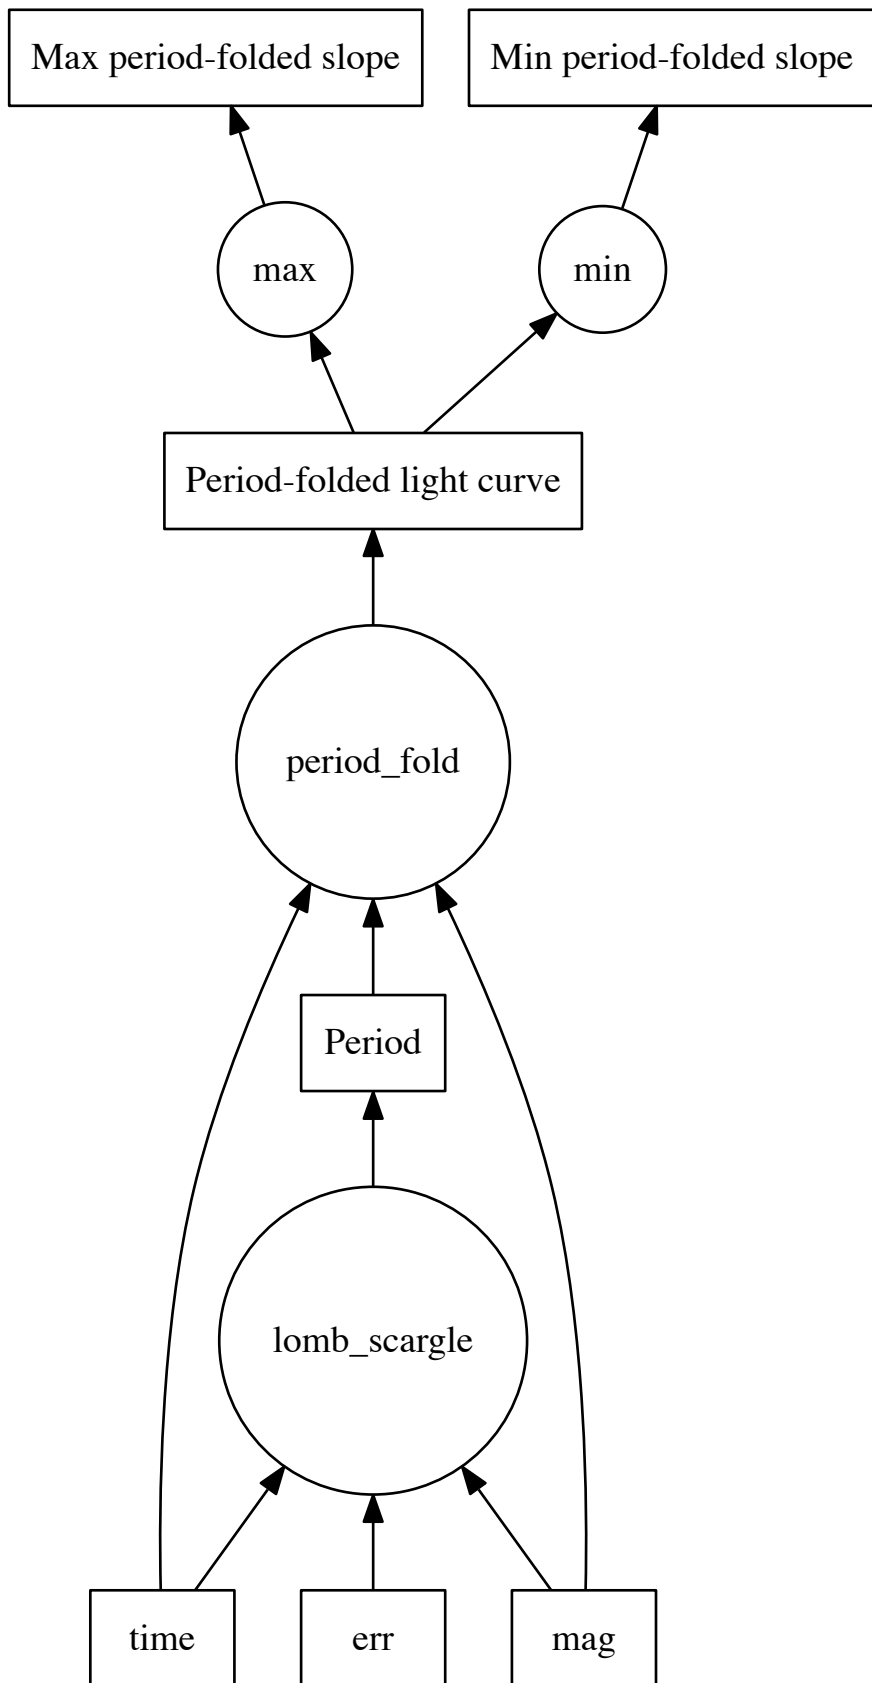 Max period-folded slope
Min period-folded slope
max
min
Period-folded light curve
period_fold
Period
lomb_scargle
time
err
mag